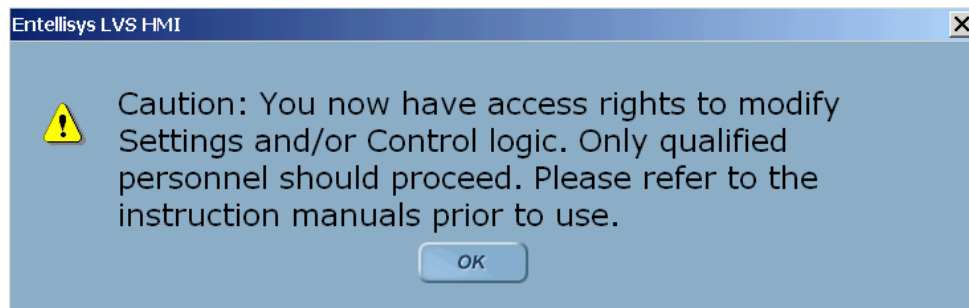 Entellisys LVS HMI
Caution: You now have access rights to modify
Settings and/or Control logic. Only qualified
personnel should proceed. Please refer to the
instruction manuals prior to use.
OK